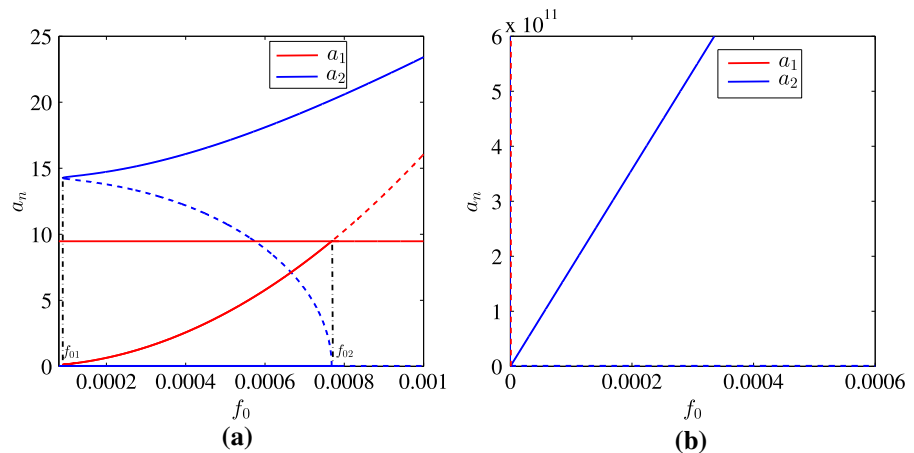 25
20
15
10
5
0
a_n
a_1
a_2
f_01
f_02
0.0002 0.0004 0.0006 0.0008 0.001
f_0
(a)
x 10^11
6
5
4
3
2
1
0
a_n
a_1
a_2
0 0.0002 0.0004 0.0006
f_0
(b)